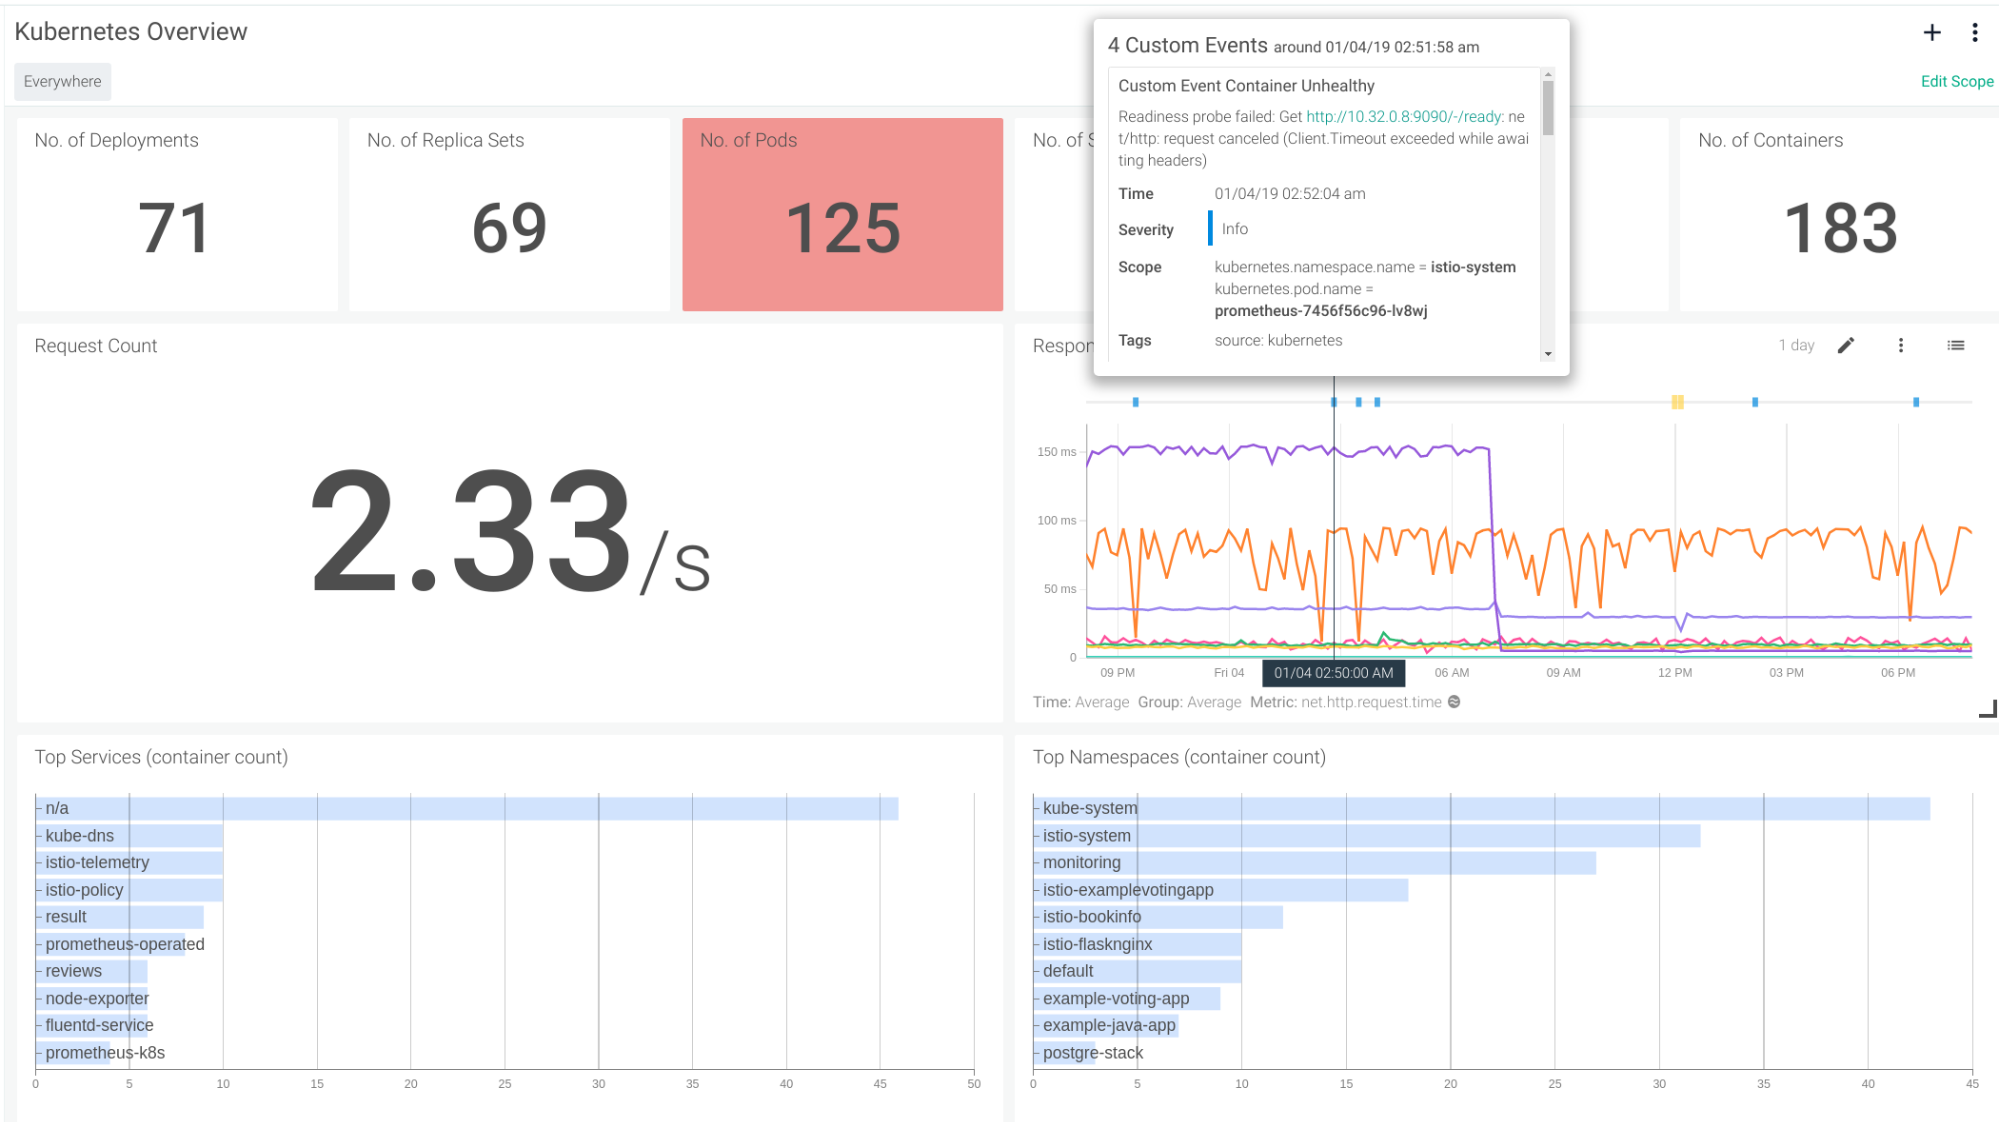 Kubernetes Overview
Everywhere
Edit Scope
4 Custom Events around 01/04/19 02:51:58 am
Custom Event Container Unhealthy
Readiness probe failed: Get http://10.32.0.8:9090/-/ready: ne
t/http: request canceled (Client.Timeout exceeded while awai
ting headers)
Time 01/04/19 02:52:04 am
Severity Info
Scope kubernetes.namespace.name = istio-system
kubernetes.pod.name =
prometheus-7456f56c96-lv8wj
Tags source: kubernetes
No. of Deployments
71
No. of Replica Sets
69
No. of Pods
125
No. of S
No. of Containers
183
Request Count
2.33/s
Respon
1 day
150 ms
100 ms
50 ms
0
09 PM Fri 04 01/04 02:50:00 AM 06 AM 09 AM 12 PM 03 PM 06 PM
Time: Average Group: Average Metric: net.http.request.time
Top Services (container count)
n/a
kube-dns
istio-telemetry
istio-policy
result
prometheus-operated
reviews
node-exporter
fluentd-service
prometheus-k8s
0 5 10 15 20 25 30 35 40 45 50
Top Namespaces (container count)
kube-system
istio-system
monitoring
istio-examplevotingapp
istio-bookinfo
istio-flasknginx
default
example-voting-app
example-java-app
postgre-stack
0 5 10 15 20 25 30 35 40 45